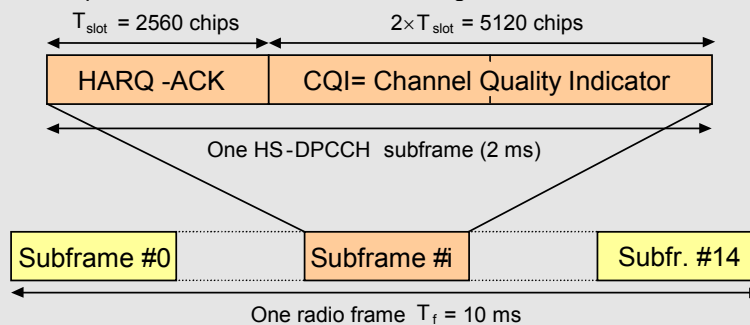 T_slot = 2560 chips 2×T_slot = 5120 chips
HARQ -ACK CQI= Channel Quality Indicator
One HS-DPCCH subframe (2 ms)
Subframe #0 Subframe #i Subfr. #14
One radio frame T_f = 10 ms